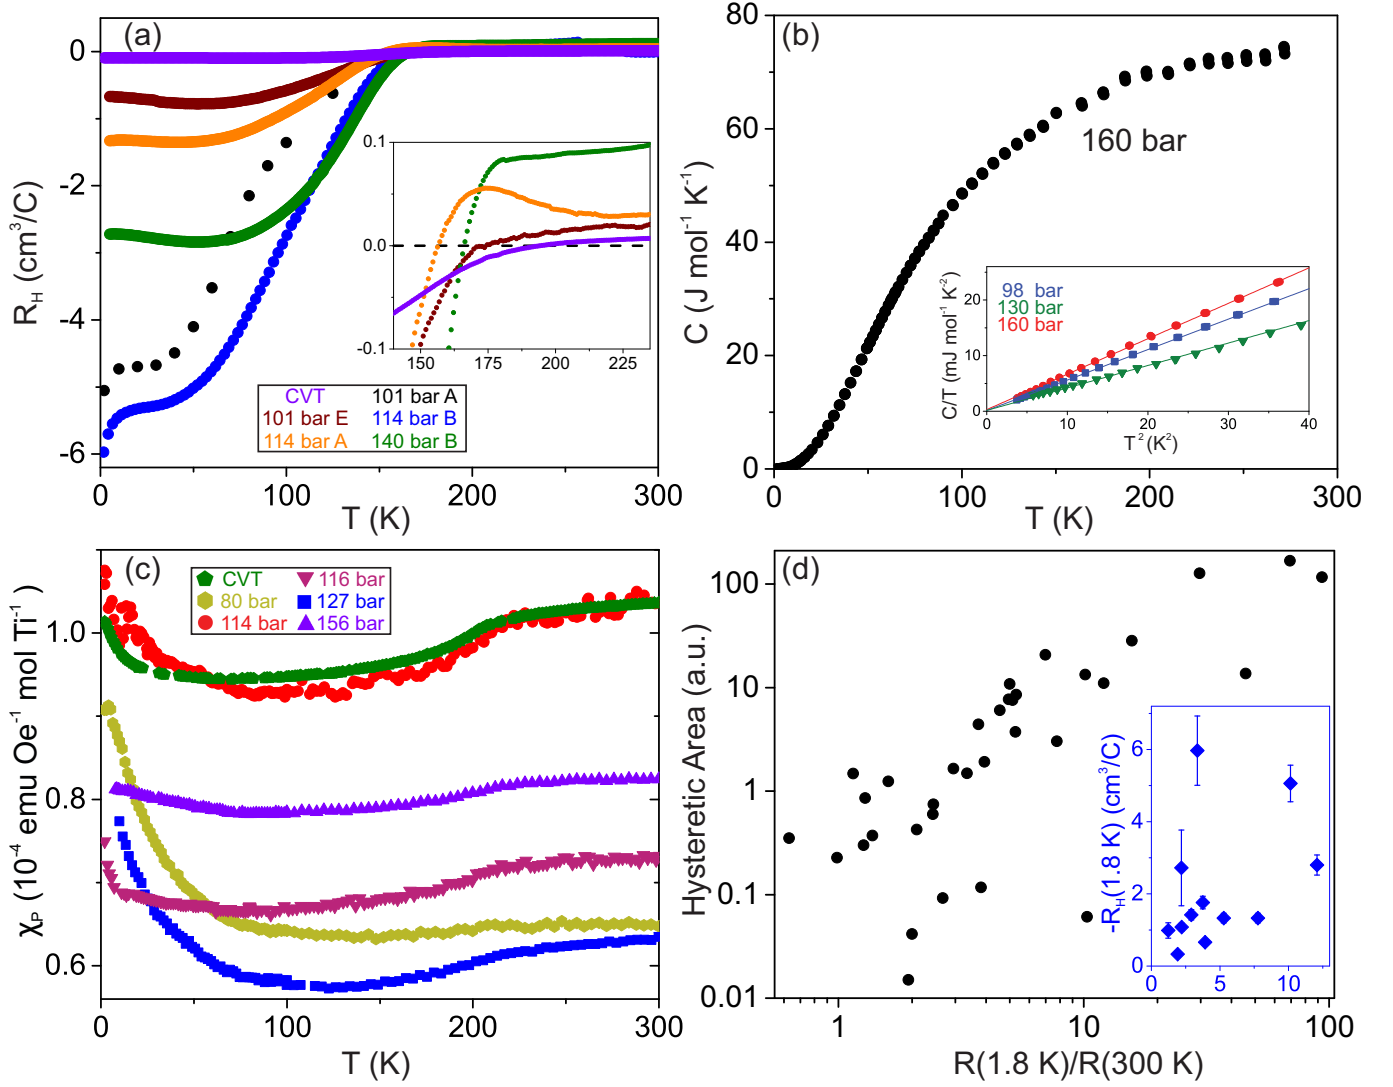 (a)
0
-2
-4
-6
R_H (cm³/C)
0 100 200 300
T (K)
0.1
0.0
-0.1
150 175 200 225
CVT 101 bar A
101 bar E 114 bar B
114 bar A 140 bar B
(b)
80
60
40
20
0
C (J mol⁻¹ K⁻¹)
160 bar
0 100 200 300
T (K)
98 bar
130 bar
160 bar
20
10
0
C/T (mJ mol⁻¹ K⁻²)
0 10 20 30 40
T² (K²)
(c)
CVT 116 bar
80 bar 127 bar
114 bar 156 bar
1.0
0.8
0.6
χ_P (10⁻⁴ emu Oe⁻¹ mol Ti⁻¹)
0 100 200 300
T (K)
(d)
100
10
1
0.1
0.01
Hysteretic Area (a.u.)
1 10 100
R(1.8 K)/R(300 K)
6
4
2
0
-R_H(1.8 K) (cm³/C)
0 5 10